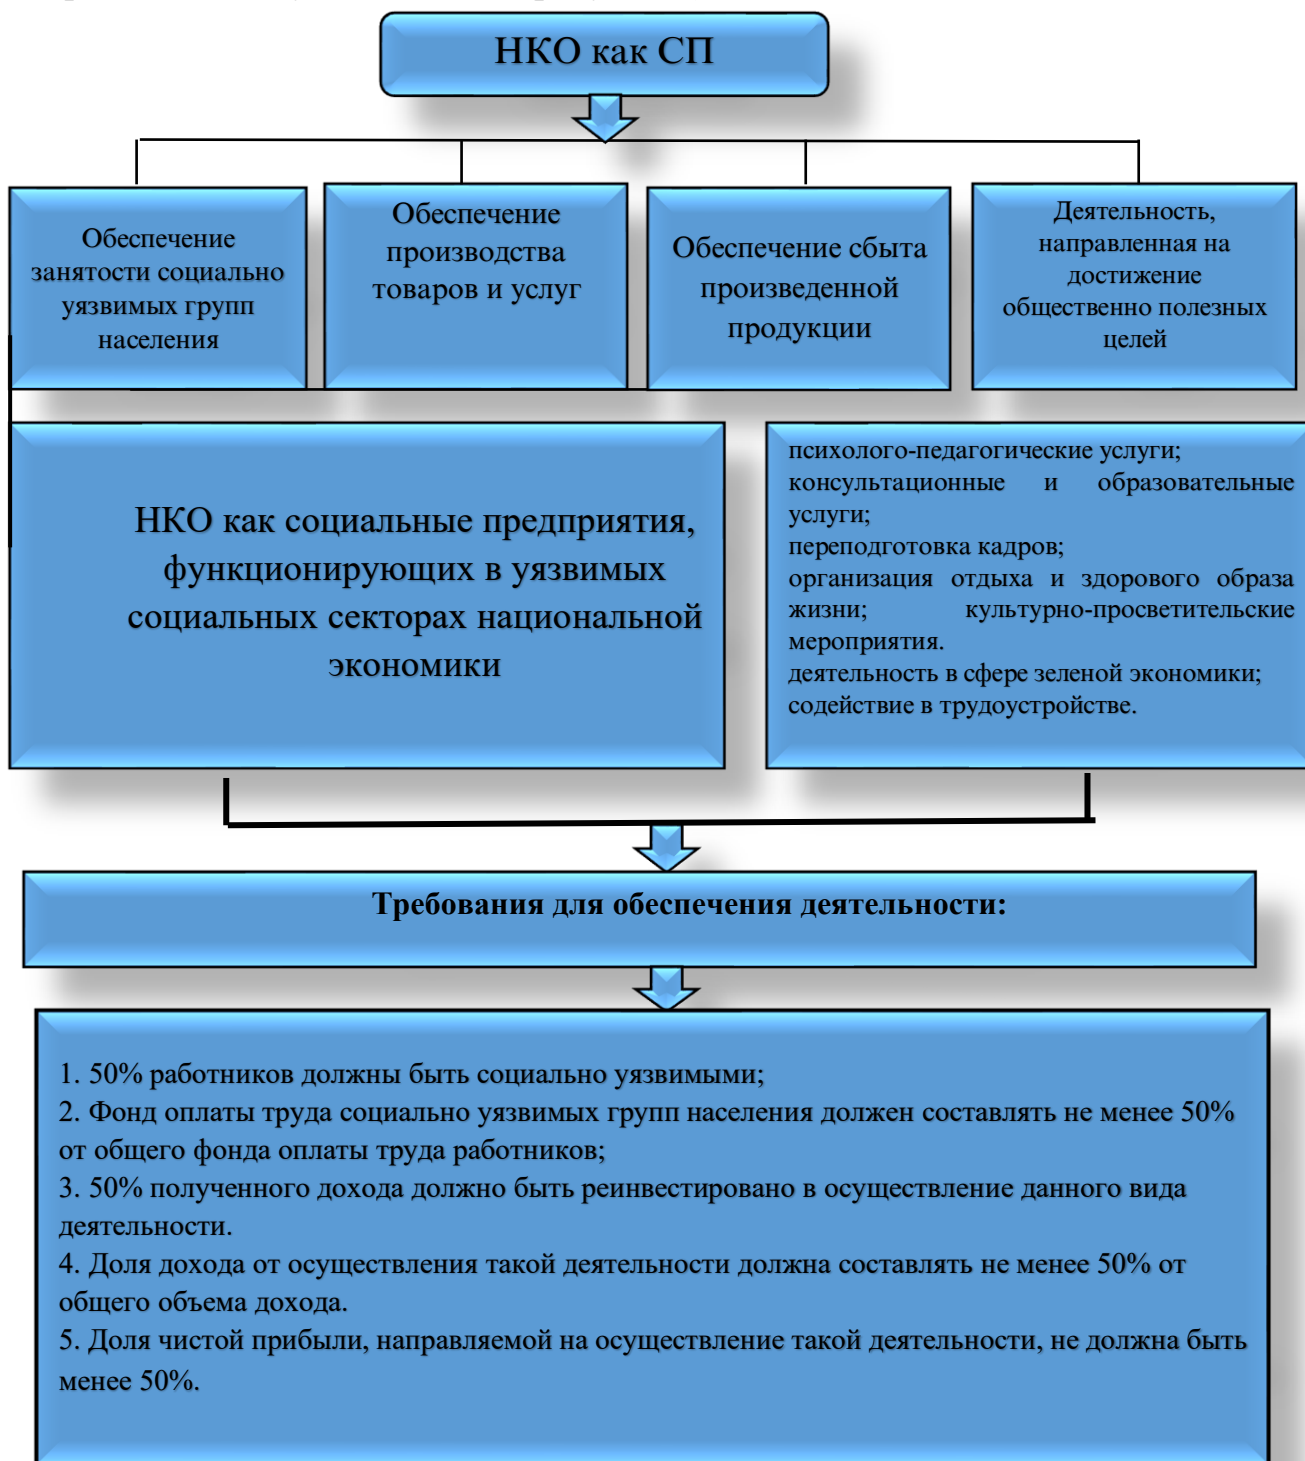 НКО как СП
Обеспечение
занятости социально
уязвимых групп
населения
Обеспечение
производства
товаров и услуг
Обеспечение сбыта
произведенной
продукции
Деятельность,
направленная на
достижение
общественно полезных
целей
НКО как социальные предприятия,
функционирующих в уязвимых
социальных секторах национальной
экономики
психолого-педагогические услуги;
консультационные и образовательные
услуги;
переподготовка кадров;
организация отдыха и здорового образа
жизни; культурно-просветительские
мероприятия.
деятельность в сфере зеленой экономики;
содействие в трудоустройстве.
Требования для обеспечения деятельности:
1. 50% работников должны быть социально уязвимыми;
2. Фонд оплаты труда социально уязвимых групп населения должен составлять не менее 50%
от общего фонда оплаты труда работников;
3. 50% полученного дохода должно быть реинвестировано в осуществление данного вида
деятельности.
4. Доля дохода от осуществления такой деятельности должна составлять не менее 50% от
общего объема дохода.
5. Доля чистой прибыли, направляемой на осуществление такой деятельности, не должна быть
менее 50%.